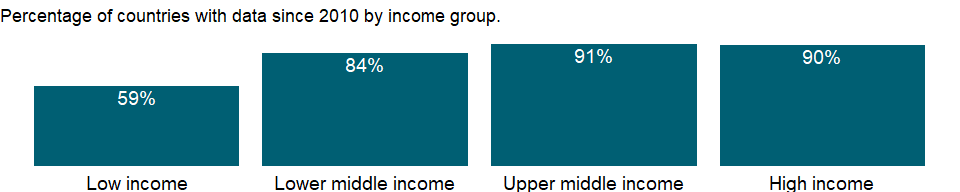 Percentage of countries with data since 2010 by income group.
59%
84%
91%
90%
Low income
Lower middle income
Upper middle income
High income